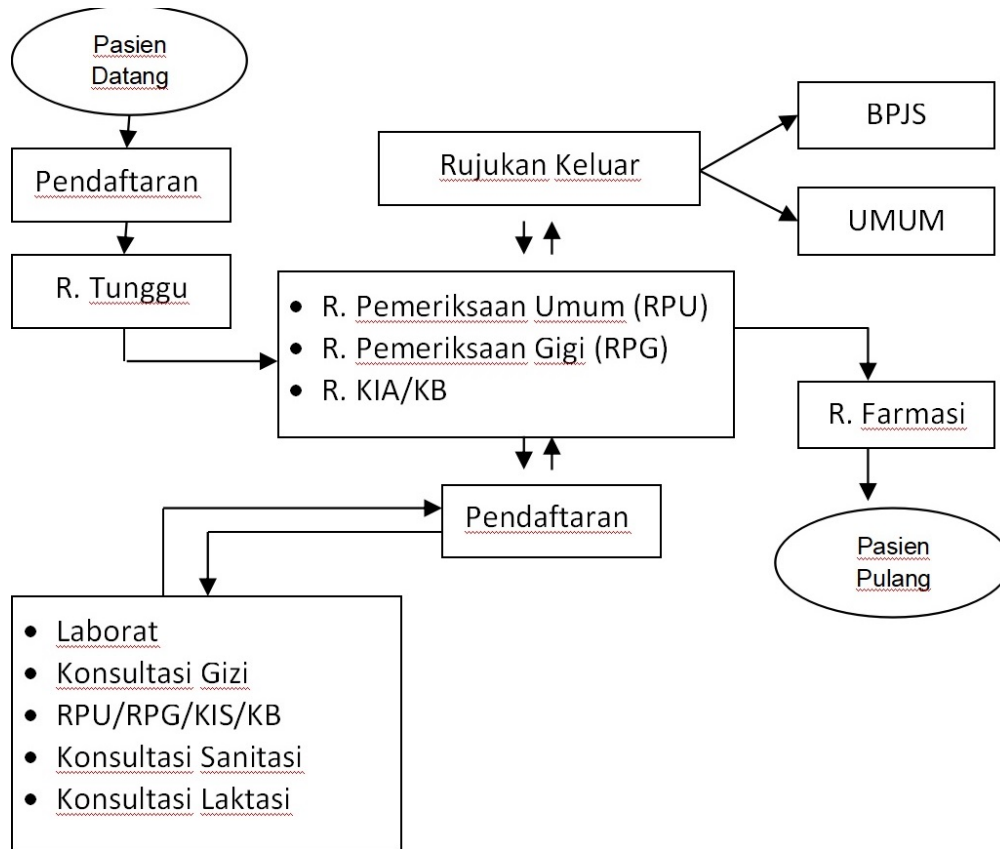 Pasien
Datang
Pendaftaran
R. Tunggu
Rujukan Keluar
BPJS
UMUM
• R. Pemeriksaan Umum (RPU)
• R. Pemeriksaan Gigi (RPG)
• R. KIA/KB
R. Farmasi
Pendaftaran
Pasien
Pulang
• Laborat
• Konsultasi Gizi
• RPU/RPG/KIS/KB
• Konsultasi Sanitasi
• Konsultasi Laktasi